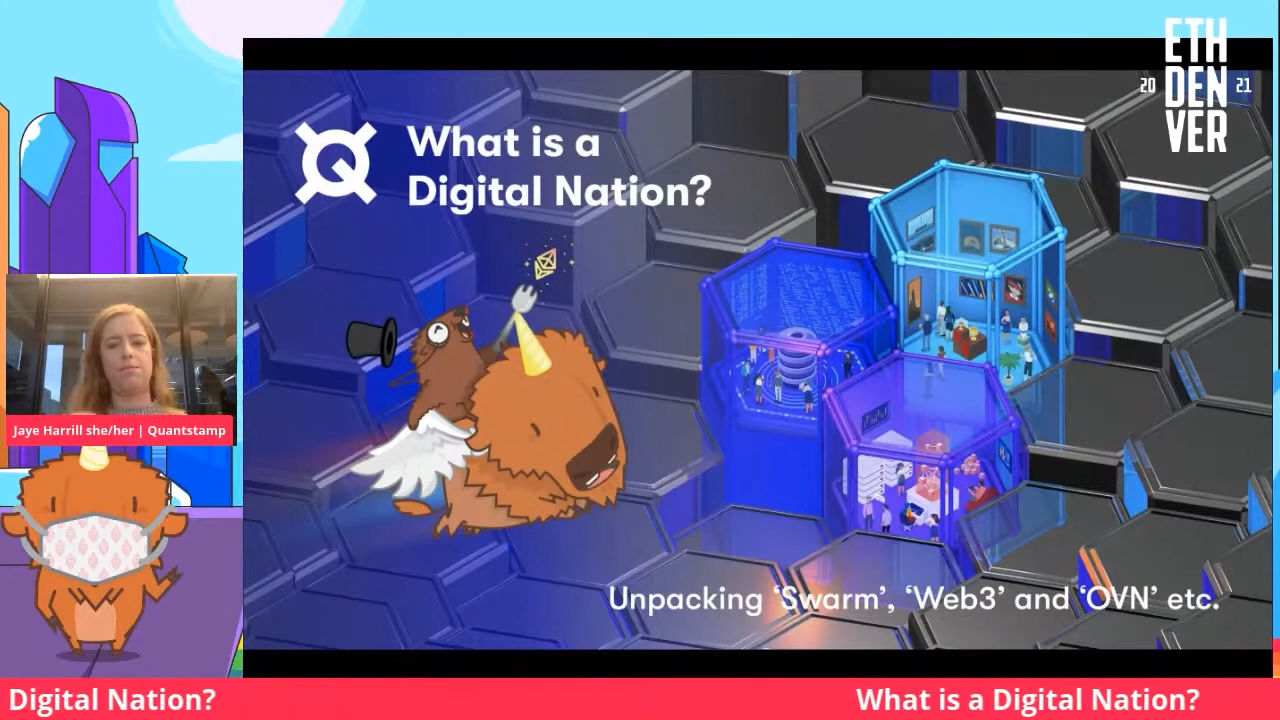 ETH
20 DEN 21
VER
What is a
Digital Nation?
Jaye Harrill she/her | Quantstamp
Unpacking ‘Swarm’, ‘Web3’ and ‘OVN’ etc.
Digital Nation?
What is a Digital Nation?